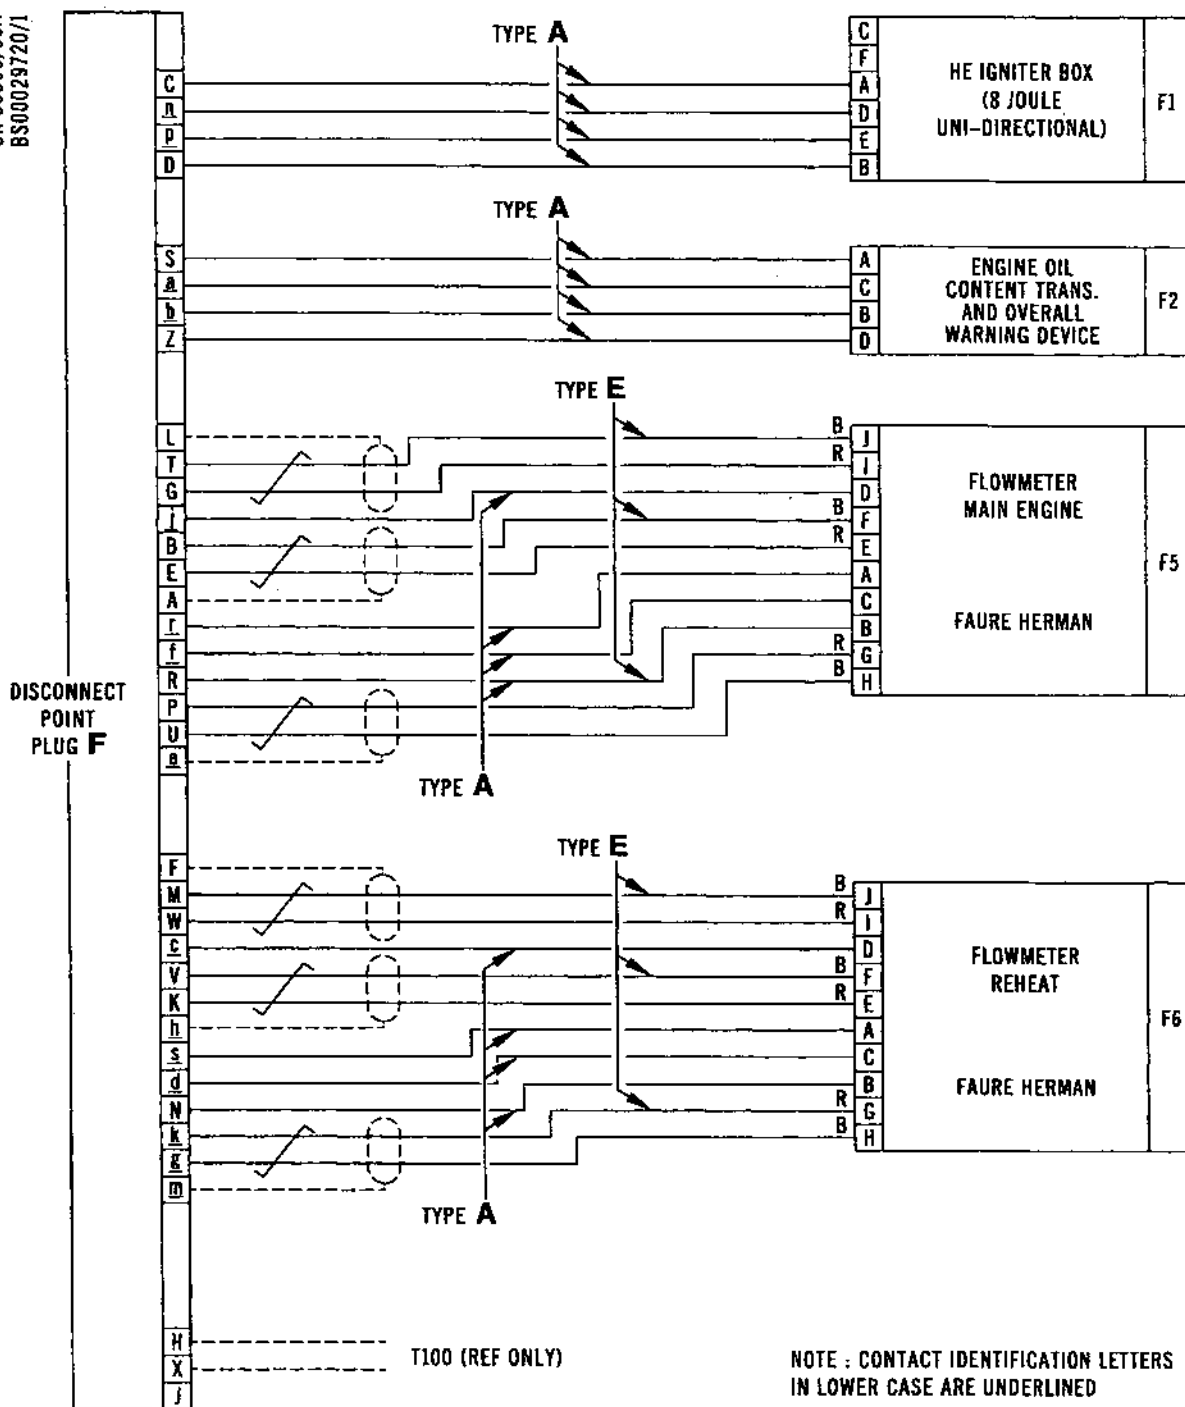 BS00029720/1
DISCONNECT
POINT
PLUG F
C
n
p
D
S
a
b
Z
L
T
G
j
B
E
A
r
f
R
P
U
e
F
M
W
c
V
K
h
s
d
N
k
g
m
H
X
J
TYPE A
TYPE A
TYPE E
TYPE A
TYPE E
TYPE A
T100 (REF ONLY)
C
F
A
D
E
B
HE IGNITER BOX
(8 JOULE
UNI-DIRECTIONAL)
F1
A
C
B
D
ENGINE OIL
CONTENT TRANS.
AND OVERALL
WARNING DEVICE
F2
B J
R I
D
B F
R E
A
C
B
R G
B H
FLOWMETER
MAIN ENGINE
FAURE HERMAN
F5
B J
R I
D
B F
R E
A
C
B
R G
B H
FLOWMETER
REHEAT
FAURE HERMAN
F6
NOTE : CONTACT IDENTIFICATION LETTERS
IN LOWER CASE ARE UNDERLINED